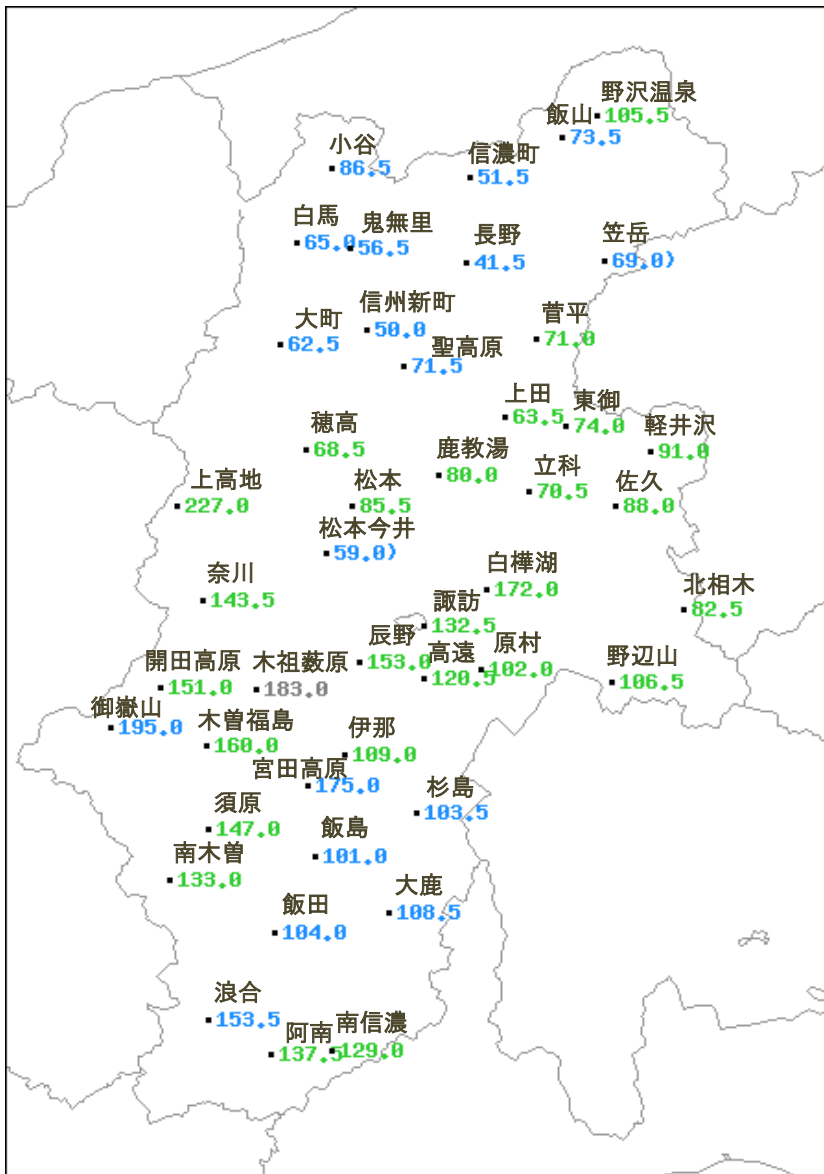 野沢温泉
105.5
飯山
73.5
小谷
86.5
信濃町
51.5
白馬
65.0
鬼無里
56.5
長野
41.5
笠岳
69.0)
信州新町
50.0
大町
62.5
菅平
71.0
聖高原
71.5
上田
63.5
東御
74.0
穂高
68.5
軽井沢
91.0
鹿教湯
80.0
立科
70.5
上高地
227.0
松本
85.5
佐久
88.0
松本今井
59.0)
奈川
143.5
白樺湖
172.0
北相木
82.5
諏訪
132.5
辰野
153.0
高遠
120.5
原村
102.0
野辺山
106.5
開田高原
151.0
木祖薮原
183.0
御嶽山
195.0
木曽福島
160.0
伊那
109.0
宮田高原
175.0
杉島
103.5
須原
147.0
飯島
101.0
南木曽
133.0
大鹿
108.5
飯田
104.0
浪合
153.5
阿南
137.5
南信濃
129.0